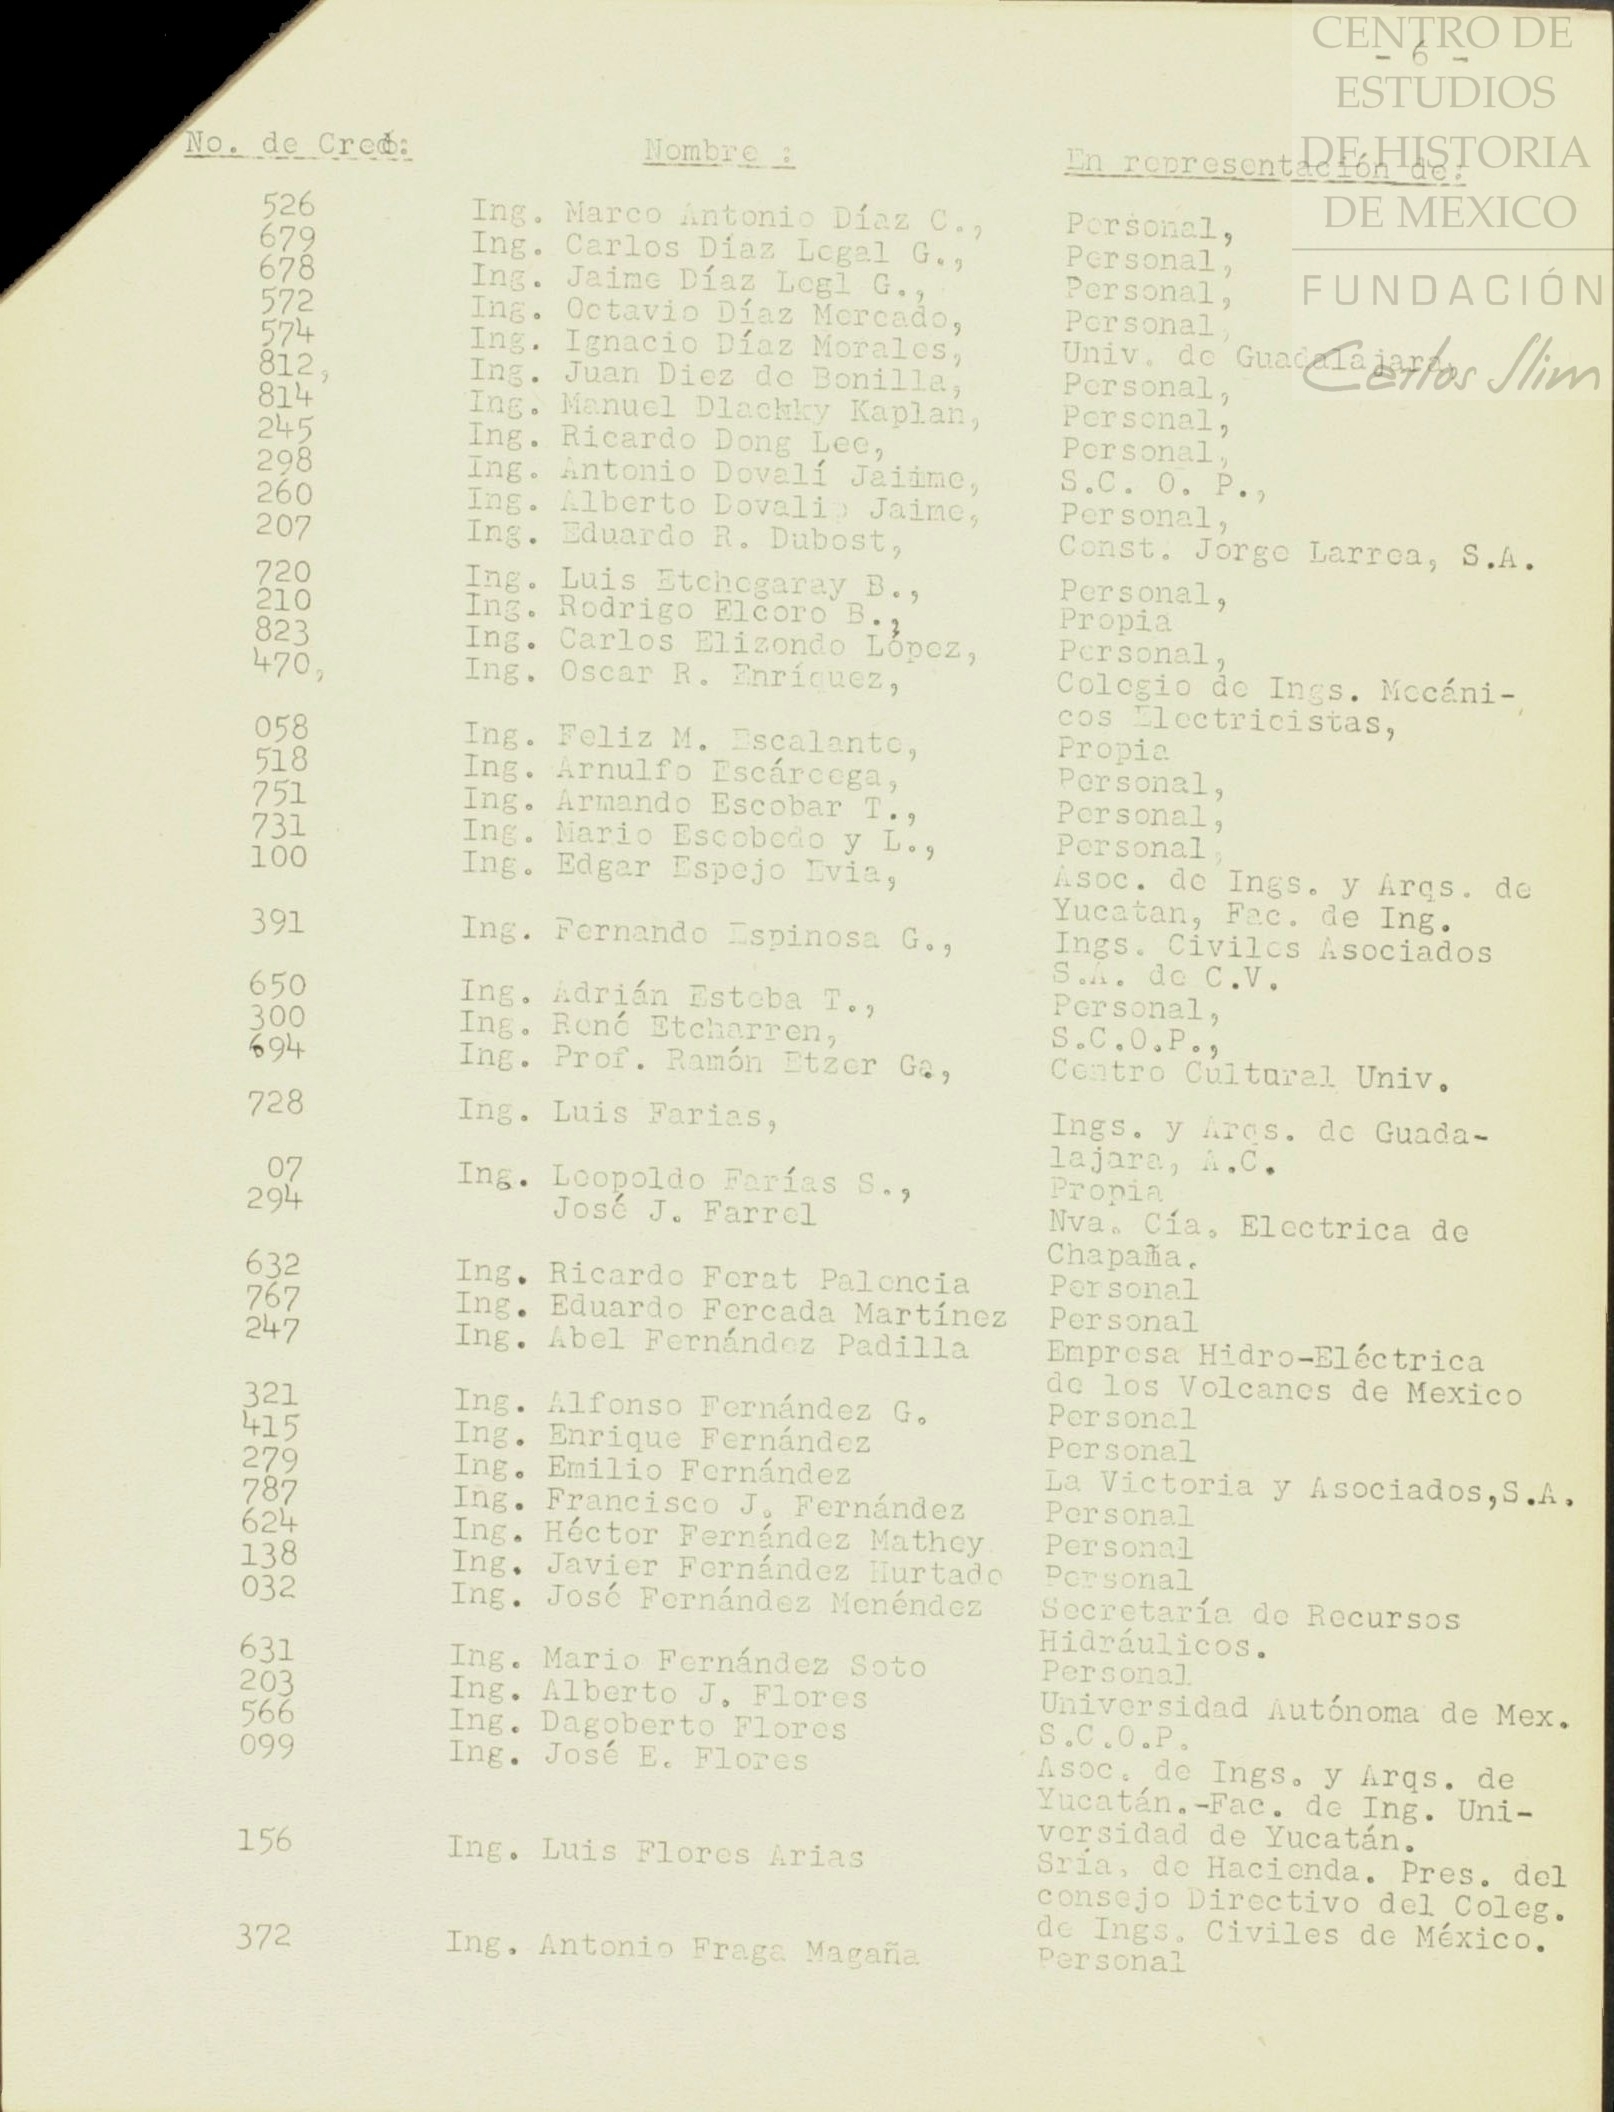 CENTRO DE
ESTUDIOS
DE HISTORIA
DE MEXICO
FUNDACIÓN
Carlos Slim
- 6 -
No. de Cred: Nombre : En representación de:
526 Ing. Marco Antonio Díaz C., Personal,
679 Ing. Carlos Díaz Legal G., Personal,
678 Ing. Jaime Díaz Legl G., Personal,
572 Ing. Octavio Díaz Mercado, Personal,
574 Ing. Ignacio Díaz Morales, Univ. de Guadalajara,
812, Ing. Juan Diez de Bonilla, Personal,
814 Ing. Manuel Dlachky Kaplan, Personal,
245 Ing. Ricardo Dong Lee, Personal,
298 Ing. Antonio Dovalí Jaiime, S.C. O. P.,
260 Ing. Alberto Dovali Jaime, Personal,
207 Ing. Eduardo R. Dubost, Const. Jorge Larrea, S.A.
720 Ing. Luis Etchegaray B., Personal,
210 Ing. Rodrigo Elcoro B., Propia
823 Ing. Carlos Elizondo López, Personal,
470, Ing. Oscar R. Enríquez, Colegio de Ings. Mecáni-
cos Electricistas,
058 Ing. Feliz M. Escalante, Propia
518 Ing. Arnulfo Escárcega, Personal,
751 Ing. Armando Escobar T., Personal,
731 Ing. Mario Escobedo y L., Personal,
100 Ing. Edgar Espejo Evia, Asoc. de Ings. y Arqs. de
Yucatan, Fac. de Ing.
391 Ing. Fernando Espinosa G., Ings. Civiles Asociados
S.A. de C.V.
650 Ing. Adrián Esteba T., Personal,
300 Ing. René Etcharren, S.C.O.P.,
694 Ing. Prof. Ramón Etzer Ga, Centro Cultural Univ.
728 Ing. Luis Farias, Ings. y Arqs. de Guada-
lajara, A.C.
07 Ing. Leopoldo Farías S., Propia
294 José J. Farrel Nva. Cía. Electrica de
Chapaña.
632 Ing. Ricardo Ferat Palencia Personal
767 Ing. Eduardo Fercada Martínez Personal
247 Ing. Abel Fernández Padilla Empresa Hidro-Eléctrica
de los Volcanes de Mexico
321 Ing. Alfonso Fernández G. Personal
415 Ing. Enrique Fernández Personal
279 Ing. Emilio Fernández La Victoria y Asociados,S.A.
787 Ing. Francisco J. Fernández Personal
624 Ing. Héctor Fernández Mathey Personal
138 Ing. Javier Fernández Hurtado Personal
032 Ing. José Fernández Menéndez Secretaría de Recursos
Hidráulicos.
631 Ing. Mario Fernández Soto Personal
203 Ing. Alberto J. Flores Universidad Autónoma de Mex.
566 Ing. Dagoberto Flores S.C.O.P.
099 Ing. José E. Flores Asoc. de Ings. y Arqs. de
Yucatán.-Fac. de Ing. Uni-
versidad de Yucatán.
156 Ing. Luis Flores Arias Sría. de Hacienda. Pres. del
consejo Directivo del Coleg.
de Ings. Civiles de México.
372 Ing. Antonio Fraga Magaña Personal